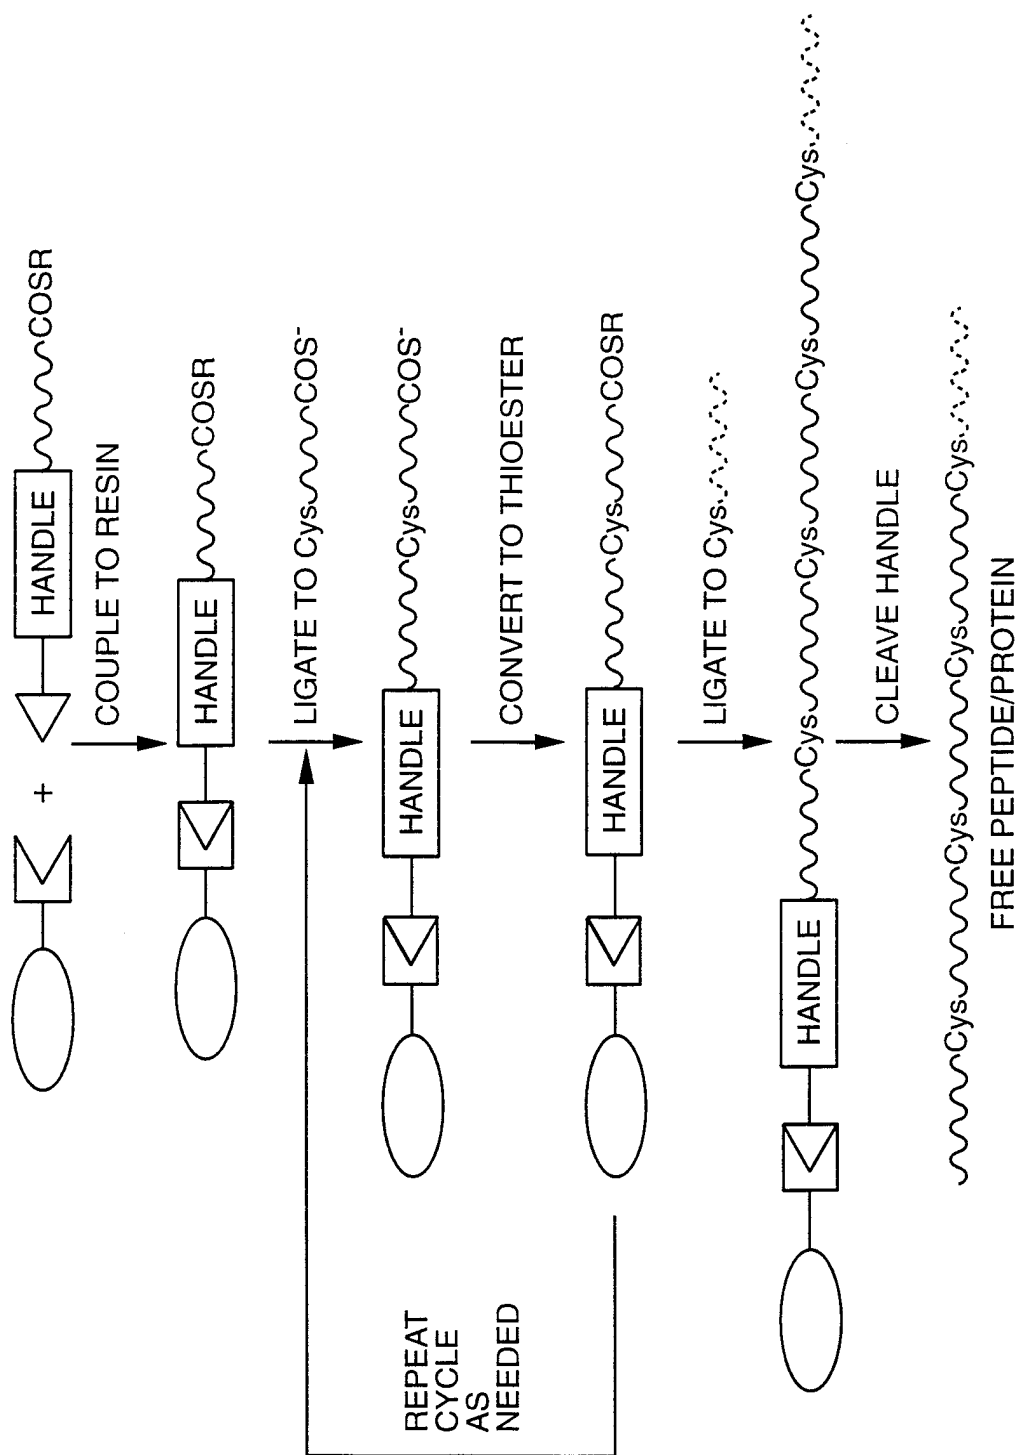 + HANDLE COSR
COUPLE TO RESIN
HANDLE COSR
LIGATE TO Cys COS⁻
HANDLE Cys COS⁻
CONVERT TO THIOESTER
HANDLE Cys COSR
REPEAT
CYCLE
AS
NEEDED
LIGATE TO Cys
HANDLE Cys Cys Cys Cys
CLEAVE HANDLE
Cys Cys Cys Cys
FREE PEPTIDE/PROTEIN